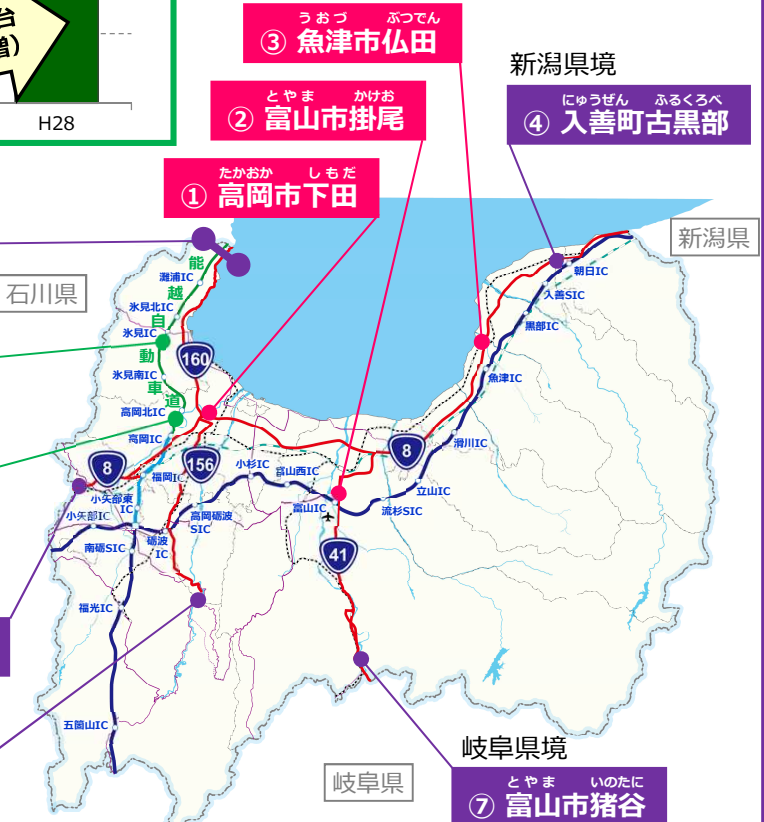 台
増)
H28
うおづ ぶつでん
③ 魚津市仏田
とやま かけお
② 富山市掛尾
たかおか しもだ
① 高岡市下田
新潟県境
にゅうぜん ふるくろべ
④ 入善町古黒部
新潟県
石川県
能越自動車道
灘浦IC
氷見北IC
氷見IC
氷見南IC
高岡北IC
高岡IC
160
8
156
8
41
朝日IC
入善SIC
黒部IC
魚津IC
滑川IC
立山IC
流杉SIC
富山IC
富山西IC
小杉IC
高岡砺波
SIC
福岡IC
小矢部東
IC
小矢部IC
砺波
IC
南砺SIC
福光IC
五箇山IC
岐阜県
岐阜県境
とやま いのたに
⑦ 富山市猪谷